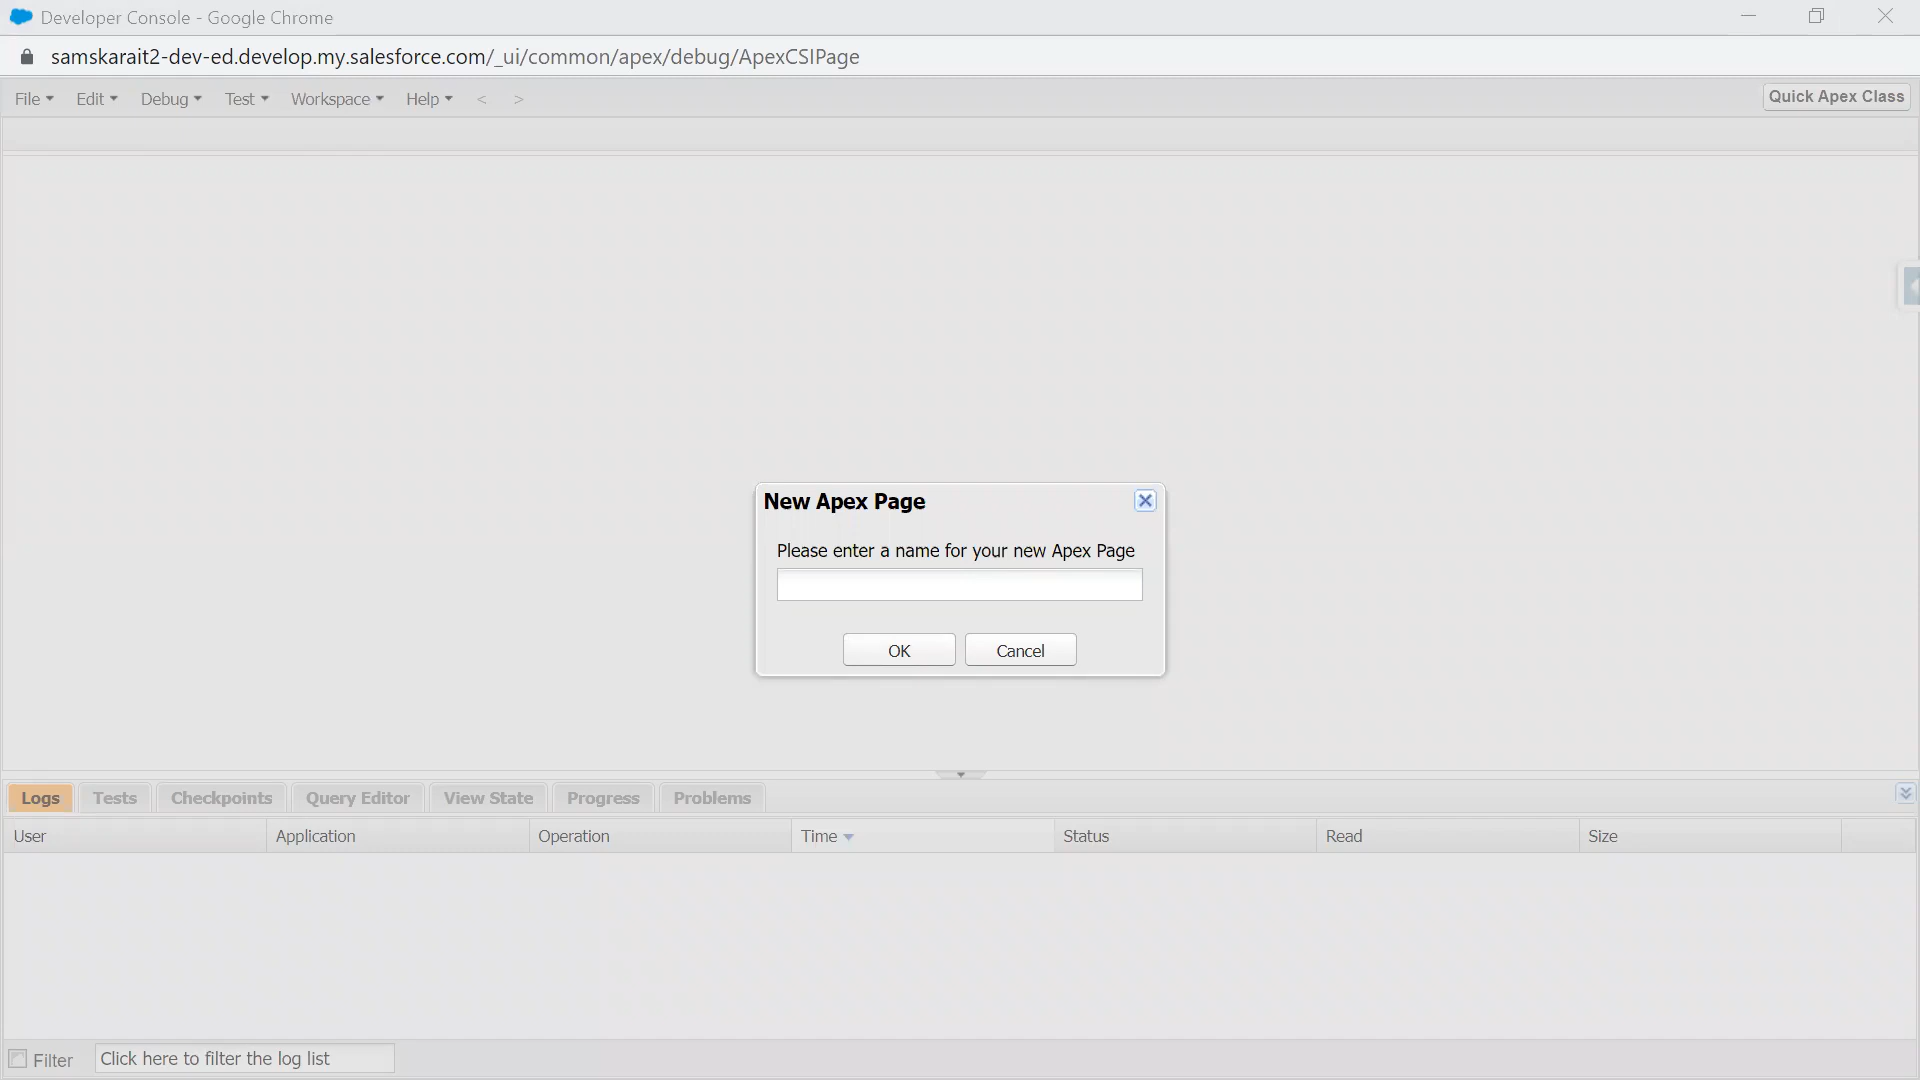 Developer Console - Google Chrome
samskarait2-dev-ed.develop.my.salesforce.com/_ui/common/apex/debug/ApexCSIPage
File Edit Debug Test Workspace Help < > Quick Apex Class
New Apex Page
Please enter a name for your new Apex Page
OK Cancel
Logs Tests Checkpoints Query Editor View State Progress Problems
User Application Operation Time Status Read Size
Filter Click here to filter the log list